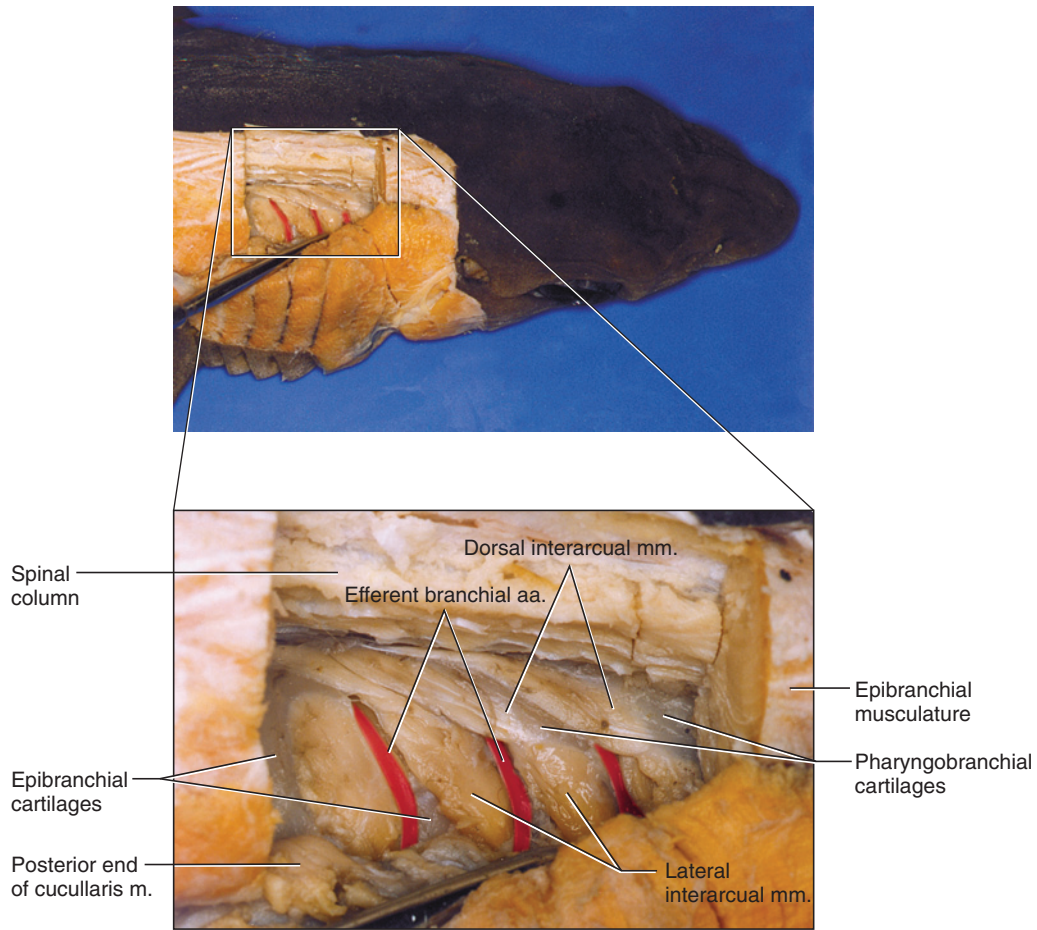 Dorsal interarcual mm.
Spinal
column
Efferent branchial aa.
Epibranchial
musculature
Pharyngobranchial
cartilages
Epibranchial
cartilages
Posterior end
of cucullaris m.
Lateral
interarcual mm.